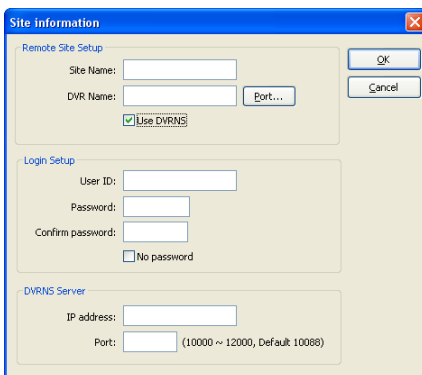 Site information
Remote Site Setup
Site Name:
OK
DVR Name:
Port...
Cancel
Use DVRNS
Login Setup
User ID:
Password:
Confirm password:
No password
DVRNS Server
IP address:
Port: (10000 ~ 12000, Default 10088)